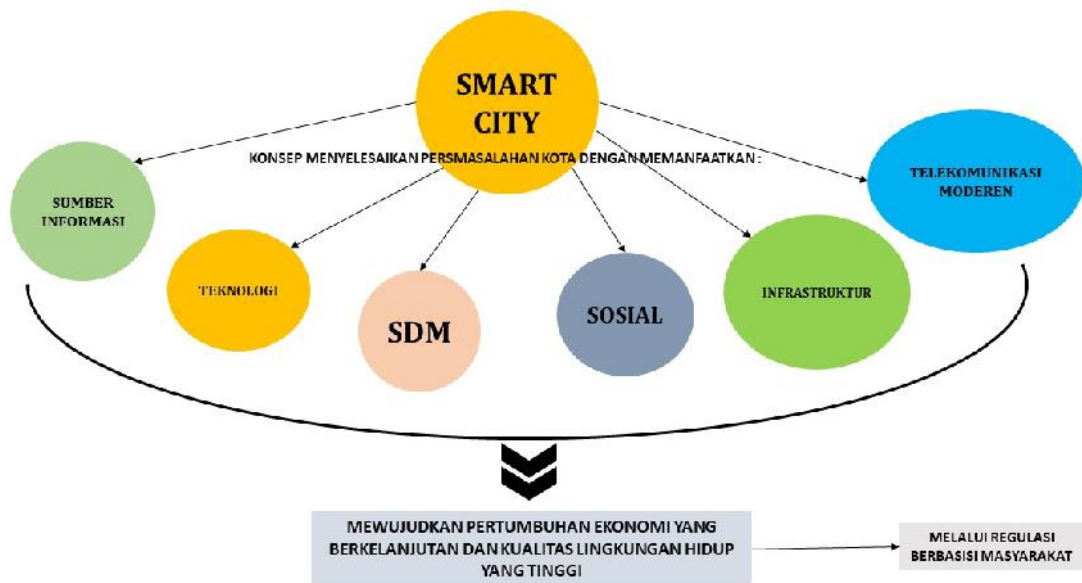 SMART
CITY
KONSEP MENYELESAIKAN PERSMASALAHAN KOTA DENGAN MEMANFAATKAN :
SUMBER
INFORMASI
TEKNOLOGI
SDM
SOSIAL
INFRASTRUKTUR
TELEKOMUNIKASI
MODEREN
MEWUJUDKAN PERTUMBUHAN EKONOMI YANG
BERKELANJUTAN DAN KUALITAS LINGKUNGAN HIDUP
YANG TINGGI
MELALUI REGULASI
BERBASISI MASYARAKAT